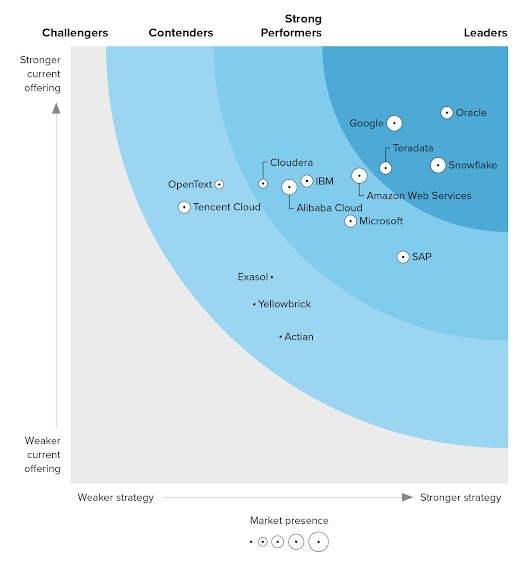 Challengers
Contenders
Strong
Performers
Leaders
Stronger
current
offering
Google
Oracle
Teradata
Snowflake
Cloudera
OpenText
IBM
Amazon Web Services
Tencent Cloud
Alibaba Cloud
Microsoft
SAP
Exasol
Yellowbrick
Actian
Weaker
current
offering
Weaker strategy
Stronger strategy
Market presence